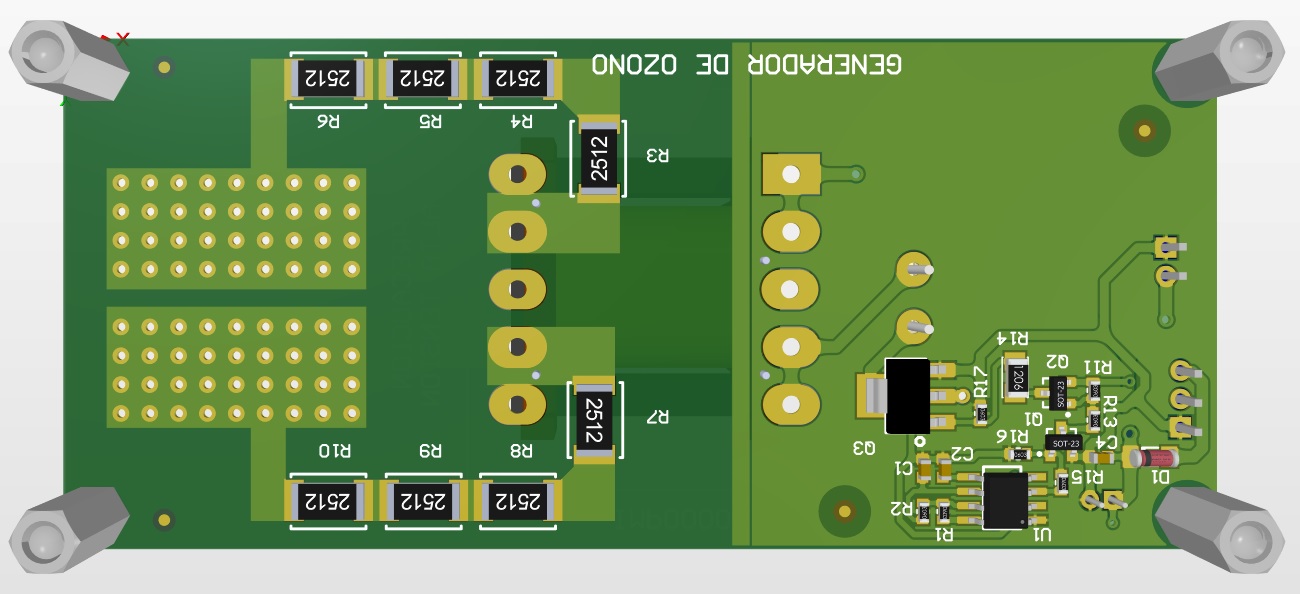 X
GENERADOR DE OZONO
2512
2512
2512
R6
R5
R4
2512
R3
2512
R7
R10
R9
R8
2512
2512
2512
R14
1206
Q2
SOT-23
R11
R17
R13
Q1
SOT-23
Q3
R16
0603
C4
C1
C2
R15
D1
R2
R1
U1